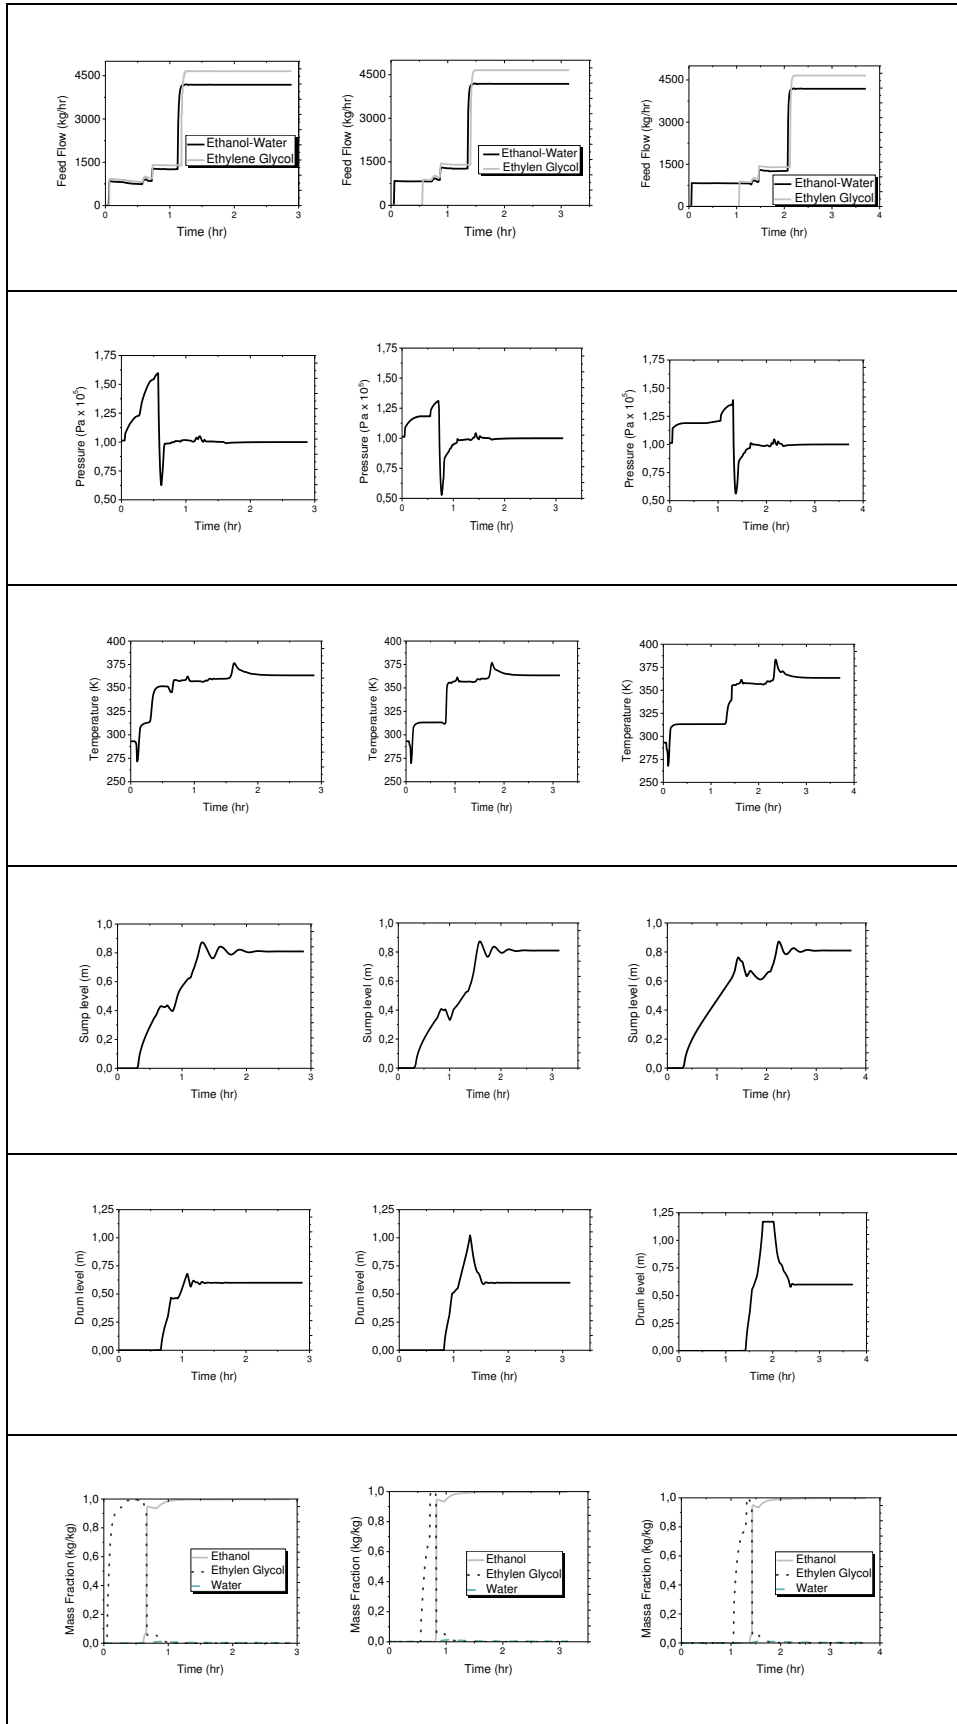 4500
3000
1500
0
Feed Flow (kg/hr)
Ethanol-Water
Ethylene Glycol
0 1 2 3
Time (hr)
4500
3000
1500
0
Feed Flow (kg/hr)
Ethanol-Water
Ethylen Glycol
0 1 2 3
Time (hr)
4500
3000
1500
0
Feed Flow (kg/hr)
Ethanol-Water
Ethylen Glycol
0 1 2 3 4
Time (hr)
1,75
1,50
1,25
1,00
0,75
0,50
Pressure (Pa x 10⁵)
0 1 2 3
Time (hr)
1,75
1,50
1,25
1,00
0,75
0,50
Pressure (Pa x 10⁵)
0 1 2 3
Time (hr)
1,75
1,50
1,25
1,00
0,75
0,50
Pressure (Pa x 10⁵)
0 1 2 3 4
Time (hr)
400
375
350
325
300
275
250
Temperature (K)
0 1 2 3
Time (hr)
400
375
350
325
300
275
250
Temperature (K)
0 1 2 3
Time (hr)
400
375
350
325
300
275
250
Temperature (K)
0 1 2 3 4
Time (hr)
1,0
0,8
0,6
0,4
0,2
0,0
Sump level (m)
0 1 2 3
Time (hr)
1,0
0,8
0,6
0,4
0,2
0,0
Sump level (m)
0 1 2 3
Time (hr)
1,0
0,8
0,6
0,4
0,2
0,0
Sump level (m)
0 1 2 3 4
Time (hr)
1,25
1,00
0,75
0,50
0,25
0,00
Drum level (m)
0 1 2 3
Time (hr)
1,25
1,00
0,75
0,50
0,25
0,00
Drum level (m)
0 1 2 3
Time (hr)
1,25
1,00
0,75
0,50
0,25
0,00
Drum level (m)
0 1 2 3 4
Time (hr)
1,0
0,8
0,6
0,4
0,2
0,0
Mass Fraction (kg/kg)
Ethanol
Ethylen Glycol
Water
0 1 2 3
Time (hr)
1,0
0,8
0,6
0,4
0,2
0,0
Mass Fraction (kg/kg)
Ethanol
Ethylen Glycol
Water
0 1 2 3
Time (hr)
1,0
0,8
0,6
0,4
0,2
0,0
Massa Fraction (kg/kg)
Ethanol
Ethylen Glycol
Water
0 1 2 3 4
Time (hr)